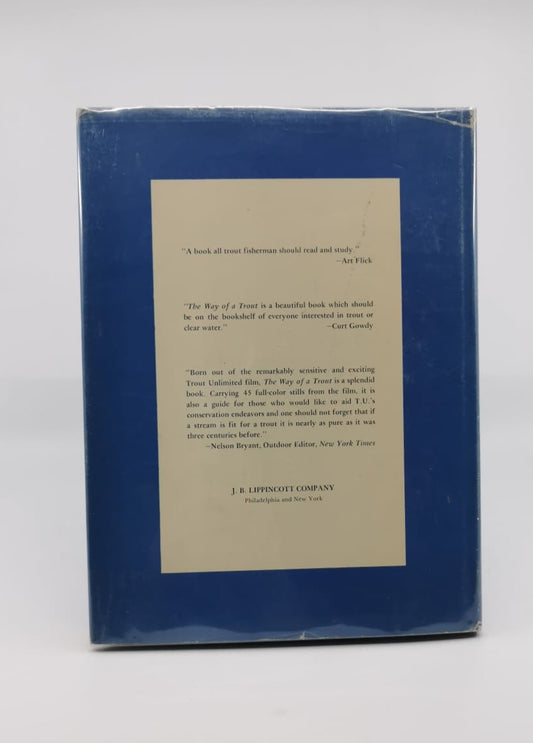 "A book all trout fisherman should read and study."
—Art Flick
"The Way of a Trout is a beautiful book which should
be on the bookshelf of everyone interested in trout or
clear water."   —Curt Gowdy
"Born out of the remarkably sensitive and exciting
Trout Unlimited film, The Way of a Trout is a splendid
book. Carrying 45 full-color stills from the film, it is
also a guide for those who would like to aid T.U.'s
conservation endeavors and one should not forget that if
a stream is fit for a trout it is nearly as pure as it was
three centuries before."
—Nelson Bryant, Outdoor Editor, New York Times
J. B. LIPPINCOTT COMPANY
Philadelphia and New York